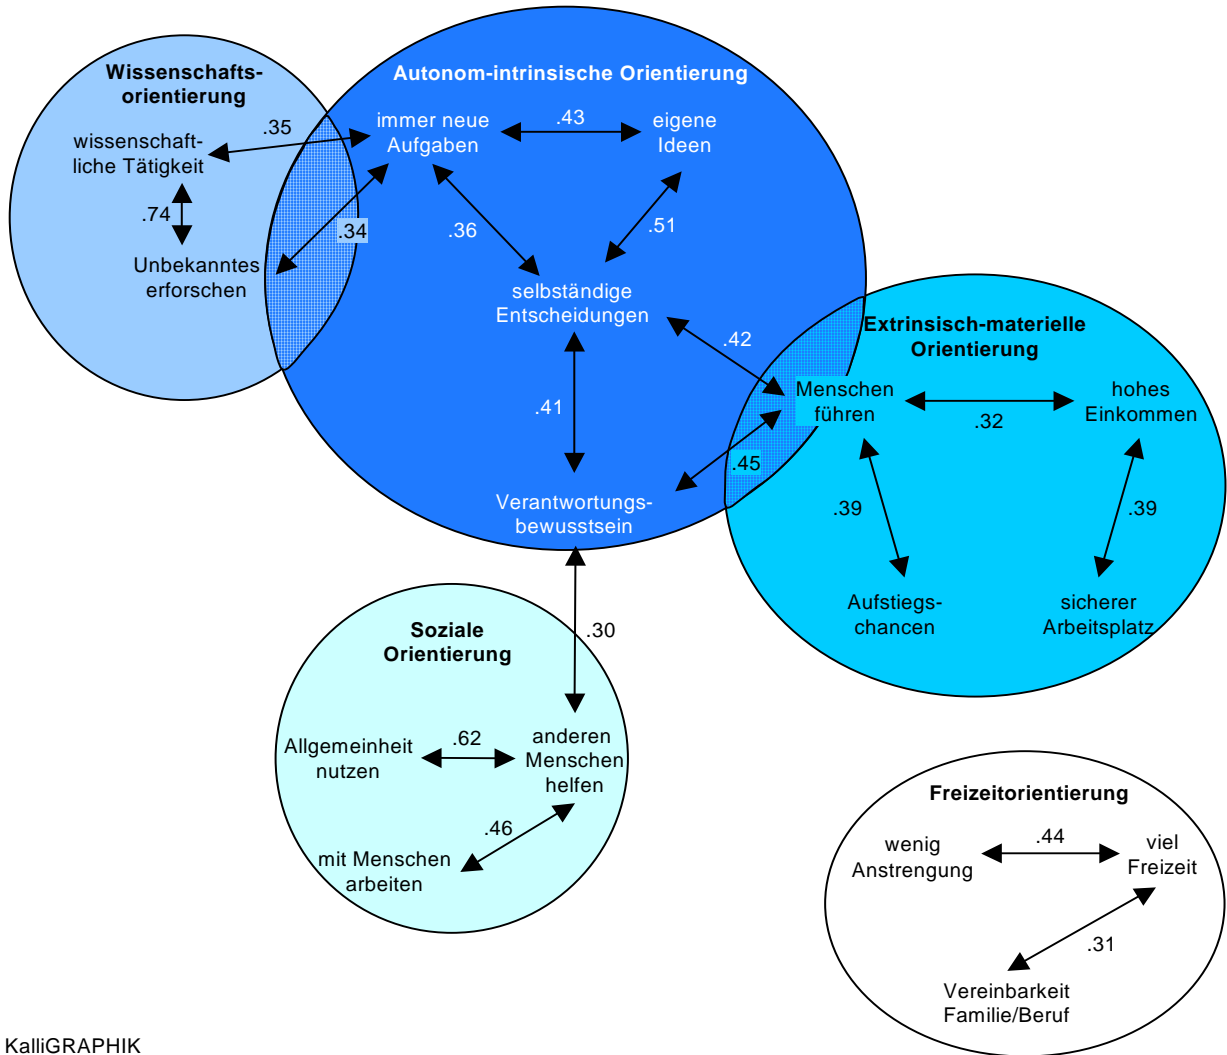 Wissenschafts-
orientierung
wissenschaft-
liche Tätigkeit
.35
.74
Unbekanntes
erforschen
.34
Autonom-intrinsische Orientierung
immer neue
Aufgaben
.43
eigene
Ideen
.36
.51
selbständige
Entscheidungen
.42
.41
.45
Verantwortungs-
bewusstsein
Extrinsisch-materielle
Orientierung
Menschen
führen
.32
hohes
Einkommen
.39
.39
Aufstiegs-
chancen
sicherer
Arbeitsplatz
.30
Soziale
Orientierung
Allgemeinheit
nutzen
.62
anderen
Menschen
helfen
.46
mit Menschen
arbeiten
Freizeitorientierung
wenig
Anstrengung
.44
viel
Freizeit
.31
Vereinbarkeit
Familie/Beruf
KalliGRAPHIK